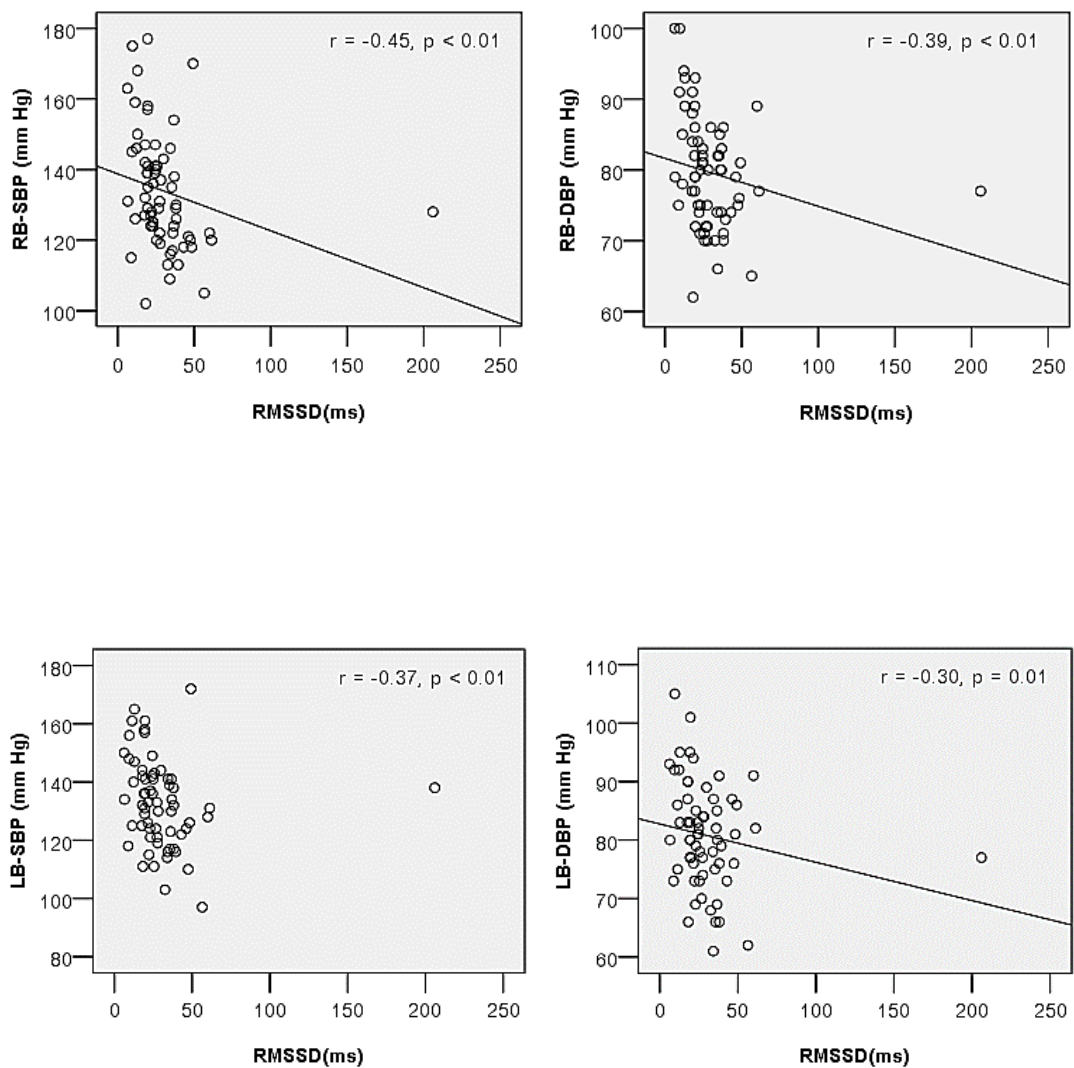 r = -0.45, p < 0.01
180
160
140
120
100
RB-SBP (mm Hg)
0 50 100 150 200 250
RMSSD(ms)
r = -0.39, p < 0.01
100
90
80
70
60
RB-DBP (mm Hg)
0 50 100 150 200 250
RMSSD(ms)
r = -0.37, p < 0.01
180
160
140
120
100
80
LB-SBP (mm Hg)
0 50 100 150 200 250
RMSSD(ms)
r = -0.30, p = 0.01
110
100
90
80
70
60
LB-DBP (mm Hg)
0 50 100 150 200 250
RMSSD(ms)